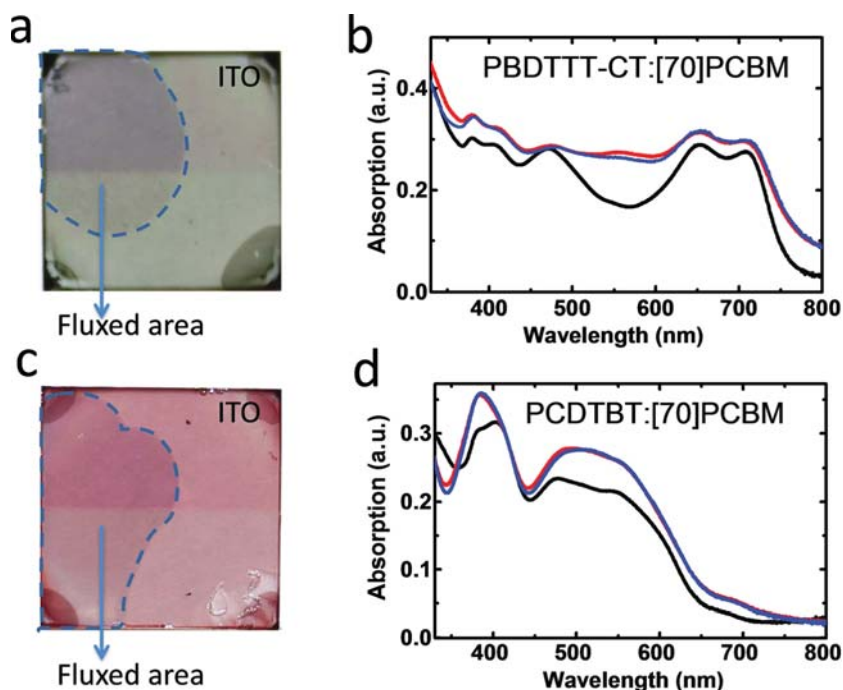 a
ITO
Fluxed area
b
PBDTTT-CT:[70]PCBM
Absorption (a.u.)
0.4
0.2
0.0
400 500 600 700 800
Wavelength (nm)
c
ITO
Fluxed area
d
PCDTBT:[70]PCBM
Absorption (a.u.)
0.3
0.2
0.1
0.0
400 500 600 700 800
Wavelength (nm)